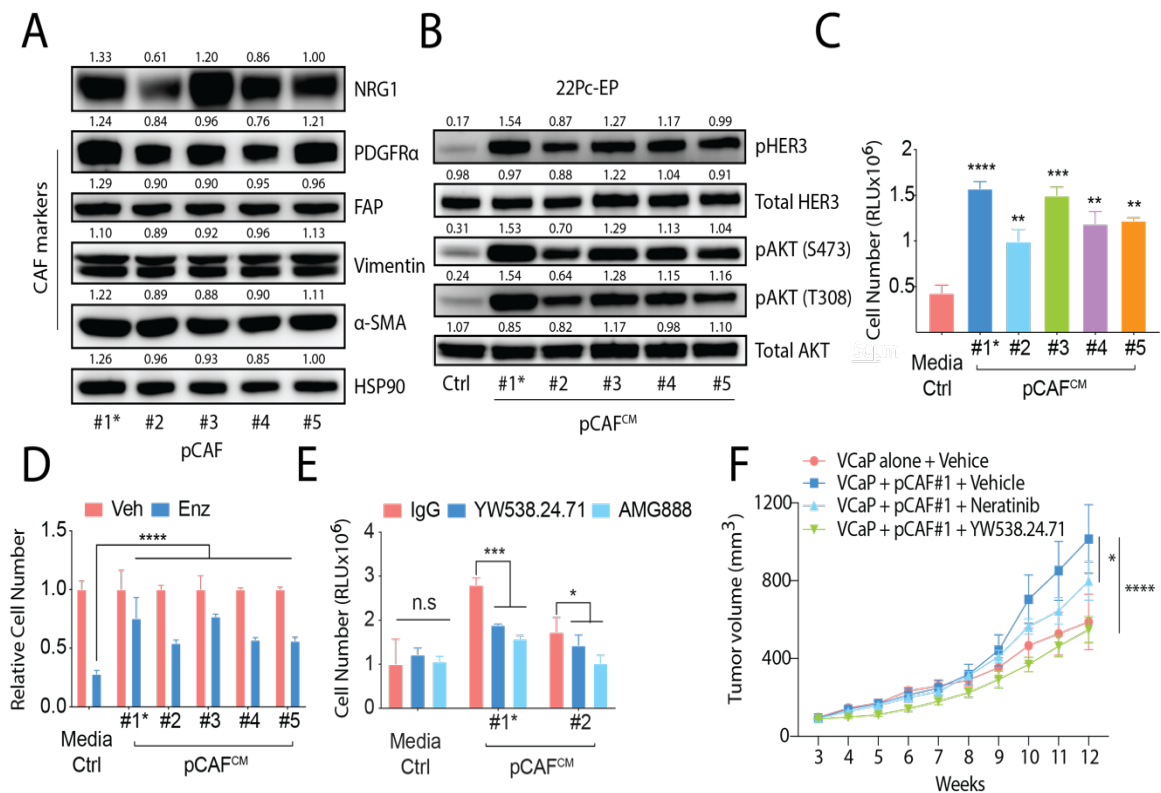 A
1.33 0.61 1.20 0.86 1.00
NRG1
1.24 0.84 0.96 0.76 1.21
PDGFRα
1.29 0.90 0.90 0.95 0.96
FAP
1.10 0.89 0.92 0.96 1.13
Vimentin
1.22 0.89 0.88 0.90 1.11
α-SMA
1.26 0.96 0.93 0.85 1.00
HSP90
CAF markers
#1* #2 #3 #4 #5
pCAF
B
22Pc-EP
0.17 1.54 0.87 1.27 1.17 0.99
pHER3
0.98 0.97 0.88 1.22 1.04 0.91
Total HER3
0.31 1.53 0.70 1.29 1.13 1.04
pAKT (S473)
0.24 1.54 0.64 1.28 1.15 1.16
pAKT (T308)
1.07 0.85 0.82 1.17 0.98 1.10
Total AKT
Ctrl #1* #2 #3 #4 #5
pCAFCM
C
Cell Number (RLUx10⁶)
2
1.5
1
0.5
**** ** *** ** **
#1* #2 #3 #4 #5
Media
Ctrl
pCAFCM
D
Veh Enz
Relative Cell Number
1.5
1.0
0.5
0.0
****
#1* #2 #3 #4 #5
Media
Ctrl
pCAFCM
E
IgG YW538.24.71 AMG888
Cell Number (RLUx10⁶)
4
3
2
1
0
n.s
***
*
#1* #2
Media
Ctrl
pCAFCM
F
VCaP alone + Vehice
VCaP + pCAF#1 + Vehicle
VCaP + pCAF#1 + Neratinib
VCaP + pCAF#1 + YW538.24.71
Tumor volume (mm³)
1200
800
400
0
*
****
3 4 5 6 7 8 9 10 11 12
Weeks